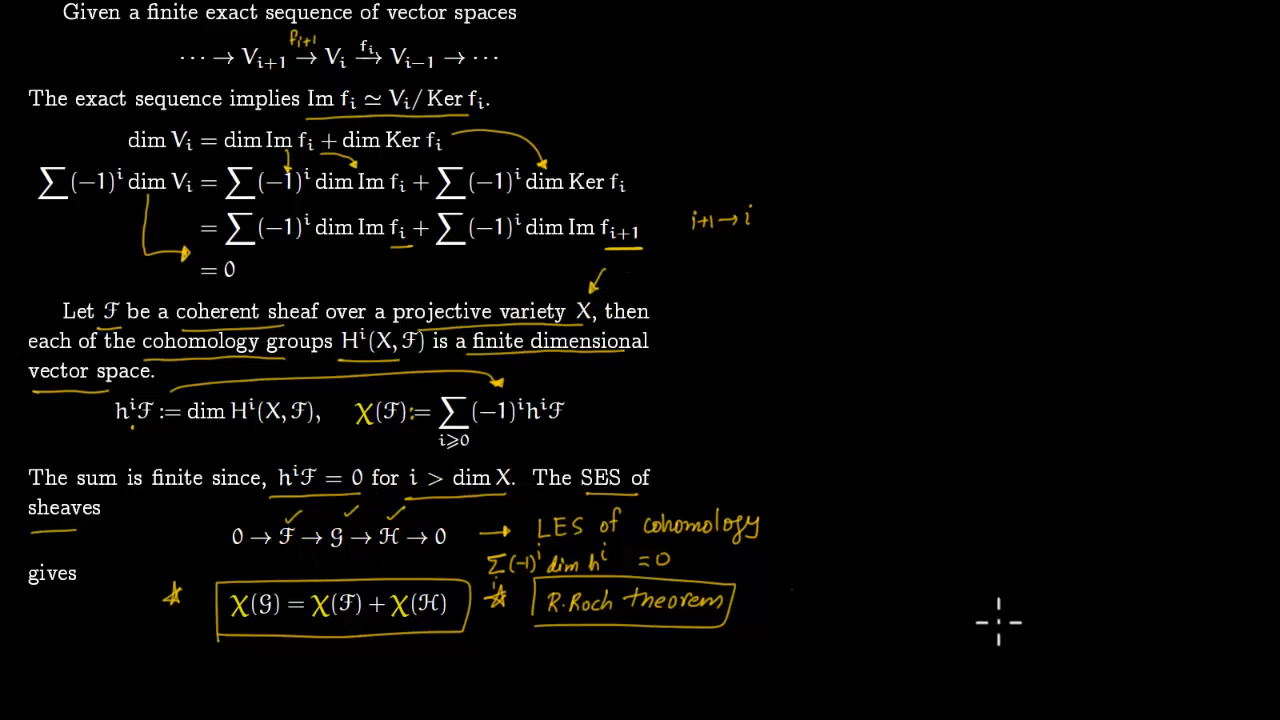 Given a finite exact sequence of vector spaces
f_{i+1}
⋯ → V_{i+1} → V_i →^{f_i} V_{i−1} → ⋯
The exact sequence implies Im f_i ≃ V_i/ Ker f_i.
dim V_i = dim Im f_i + dim Ker f_i
∑(−1)^i dim V_i = ∑(−1)^i dim Im f_i + ∑(−1)^i dim Ker f_i
= ∑(−1)^i dim Im f_i + ∑(−1)^i dim Im f_{i+1} i+1 → i
= 0
Let ℱ be a coherent sheaf over a projective variety X, then
each of the cohomology groups H^i(X, ℱ) is a finite dimensional
vector space.
h^iℱ := dim H^i(X, ℱ), χ(ℱ) := ∑_{i⩾0} (−1)^i h^iℱ
The sum is finite since, h^iℱ = 0 for i > dim X. The SES of
sheaves
0 → ℱ → 𝒢 → ℋ → 0 → LES of cohomology
∑_i (−1)^i dim h^i = 0
gives
χ(𝒢) = χ(ℱ) + χ(ℋ) R.Roch theorem